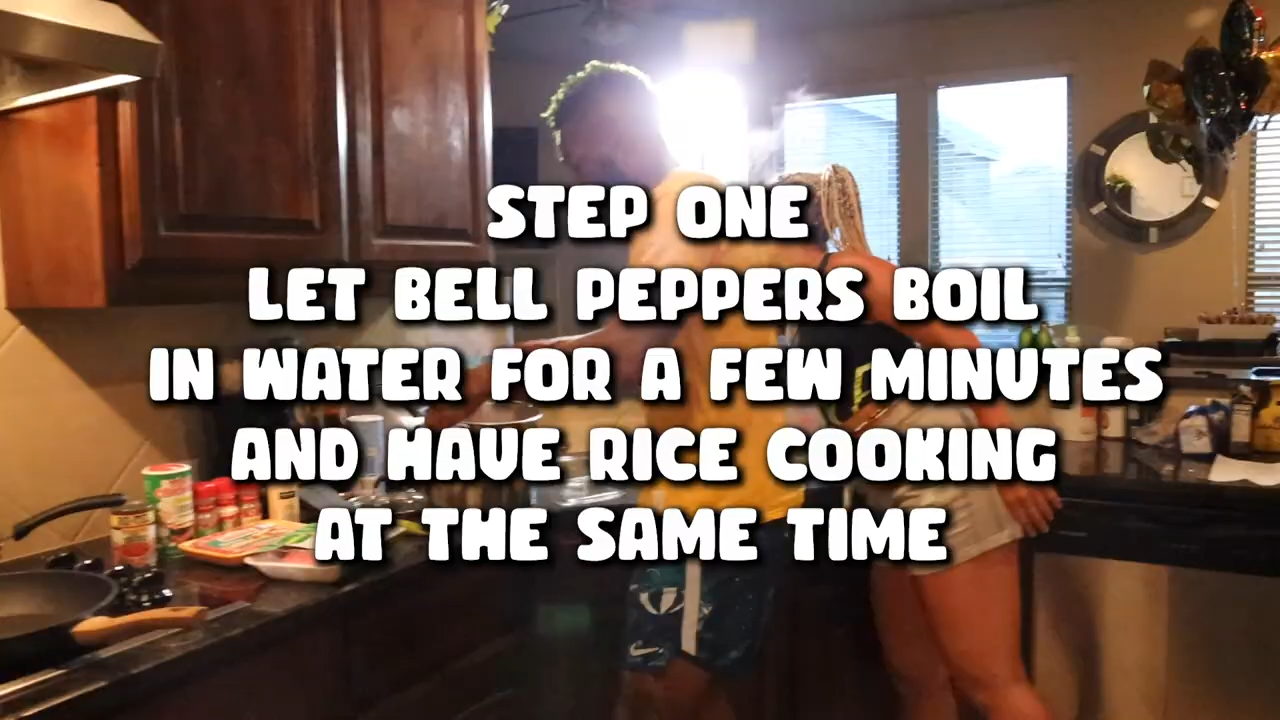 STEP ONE
LET BELL PEPPERS BOIL
IN WATER FOR A FEW MINUTES
AND HAVE RICE COOKING
AT THE SAME TIME